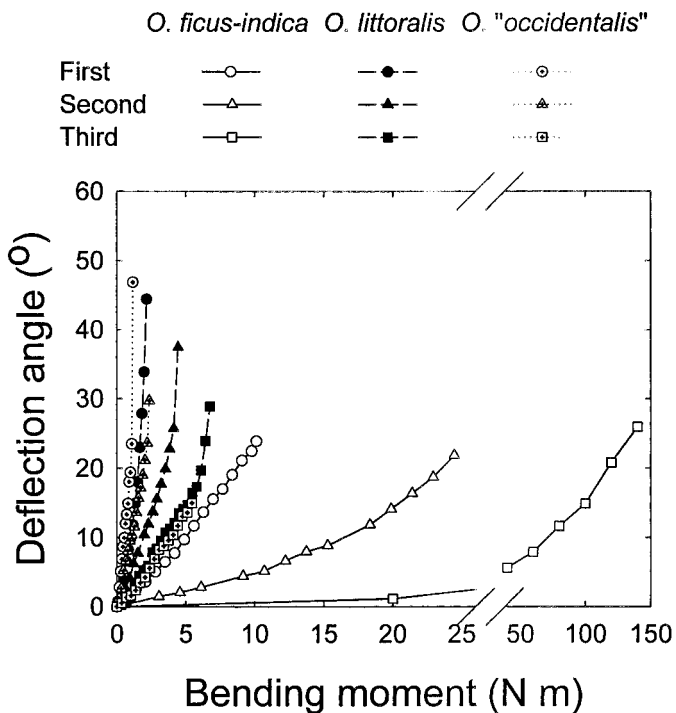 O. ficus-indica O. littoralis O. "occidentalis"
First
Second
Third
60
50
40
30
20
10
0
0 5 10 15 20 25 50 100 150
Deflection angle (º)
Bending moment (N m)